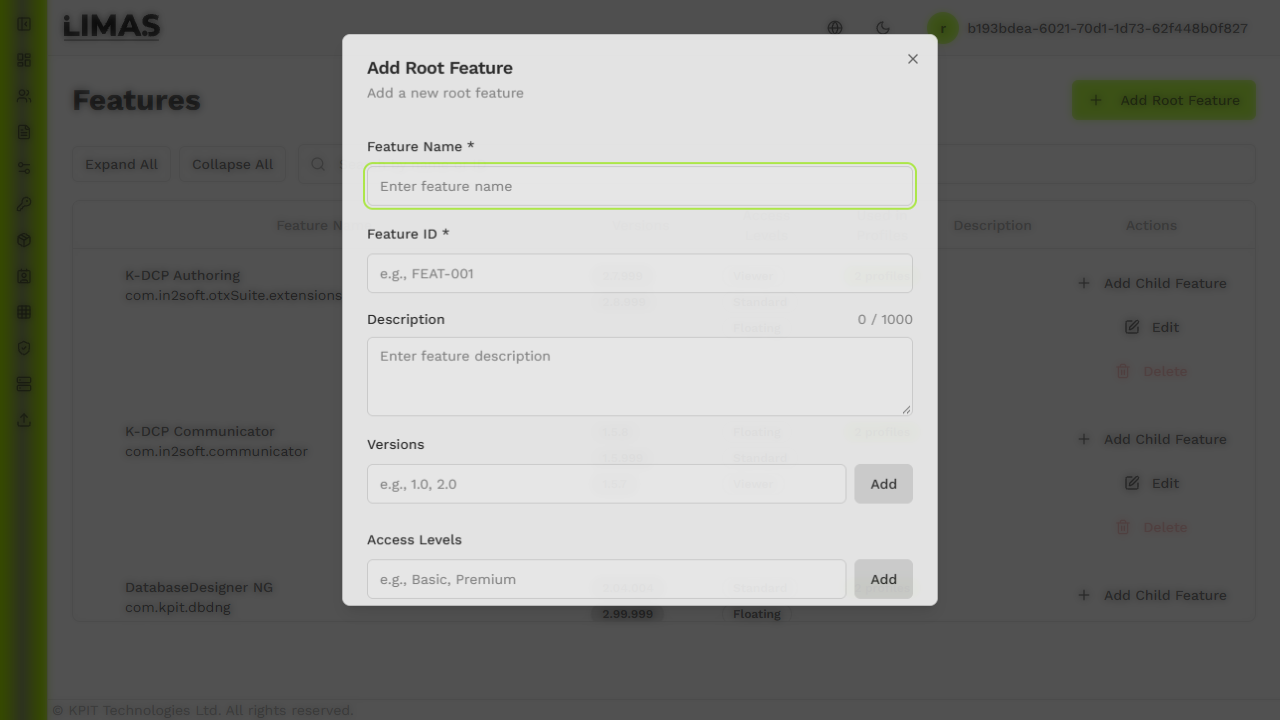 LIMAS
r
b193bdea-6021-70d1-1d73-62f448b0f827
Features
Add Root Feature
Expand All
Collapse All
Feature
Description
Actions
K-DCP Authoring
com.in2soft.otxSuite.extensions
Add Child Feature
Edit
Delete
K-DCP Communicator
com.in2soft.communicator
Add Child Feature
Edit
Delete
DatabaseDesigner NG
com.kpit.dbdng
Add Child Feature
2.99.999
Floating
Add Root Feature
Add a new root feature
Feature Name *
Enter feature name
Feature ID *
e.g., FEAT-001
Description
0 / 1000
Enter feature description
Versions
e.g., 1.0, 2.0
Add
Access Levels
e.g., Basic, Premium
Add
© KPIT Technologies Ltd. All rights reserved.